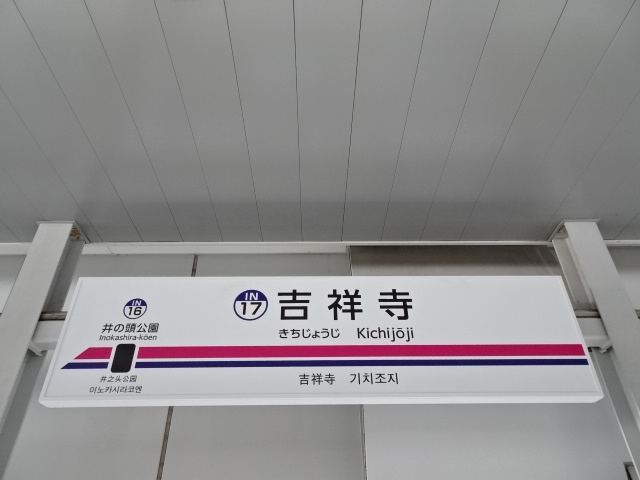 IN
16
井の頭公園
Inokashira-kōen
井之头公园
이노카시라코엔
IN
17
吉祥寺
きちじょうじ Kichijōji
吉祥寺 기치조지